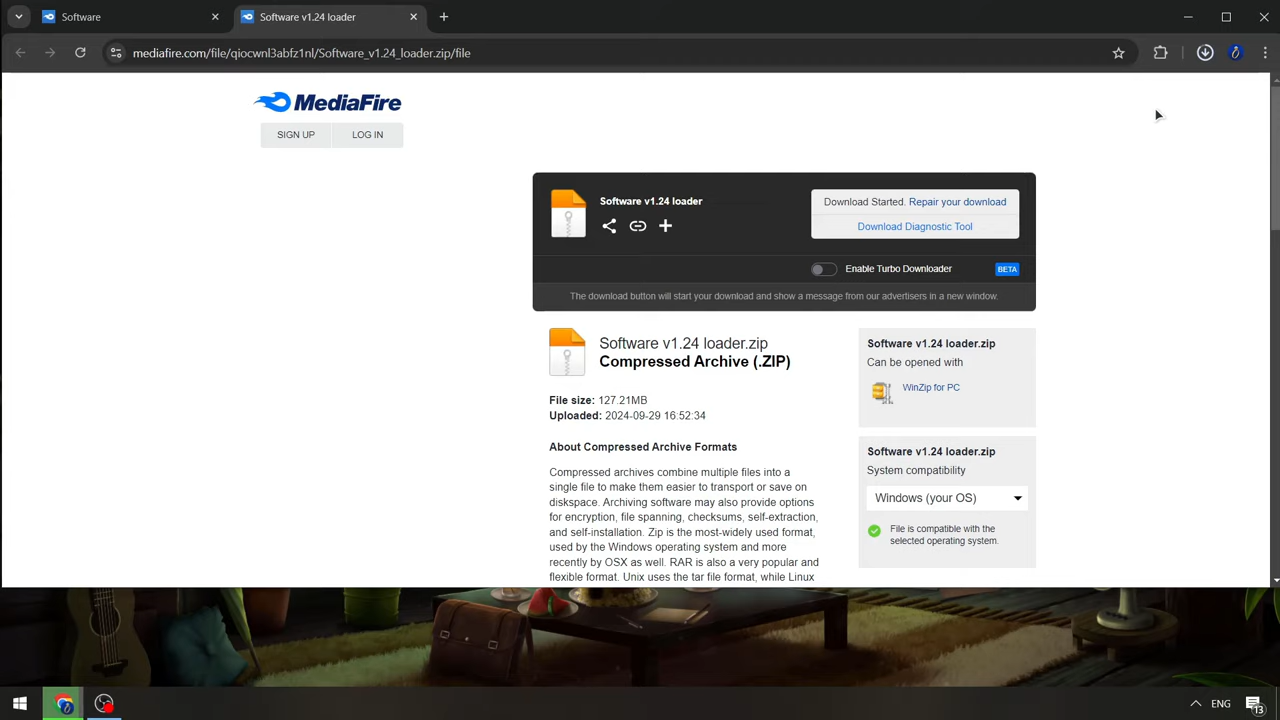 Software
Software v1.24 loader
mediafire.com/file/qiocwnl3abfz1nl/Software_v1.24_loader.zip/file
MediaFire
SIGN UP
LOG IN
Software v1.24 loader
Download Started. Repair your download
Download Diagnostic Tool
Enable Turbo Downloader
BETA
The download button will start your download and show a message from our advertisers in a new window.
Software v1.24 loader.zip
Compressed Archive (.ZIP)
File size: 127.21MB
Uploaded: 2024-09-29 16:52:34
About Compressed Archive Formats
Compressed archives combine multiple files into a
single file to make them easier to transport or save on
diskspace. Archiving software may also provide options
for encryption, file spanning, checksums, self-extraction,
and self-installation. Zip is the most-widely used format,
used by the Windows operating system and more
recently by OSX as well. RAR is also a very popular and
flexible format. Unix uses the tar file format, while Linux
Software v1.24 loader.zip
Can be opened with
WinZip for PC
Software v1.24 loader.zip
System compatibility
Windows (your OS)
File is compatible with the
selected operating system.
ENG
13